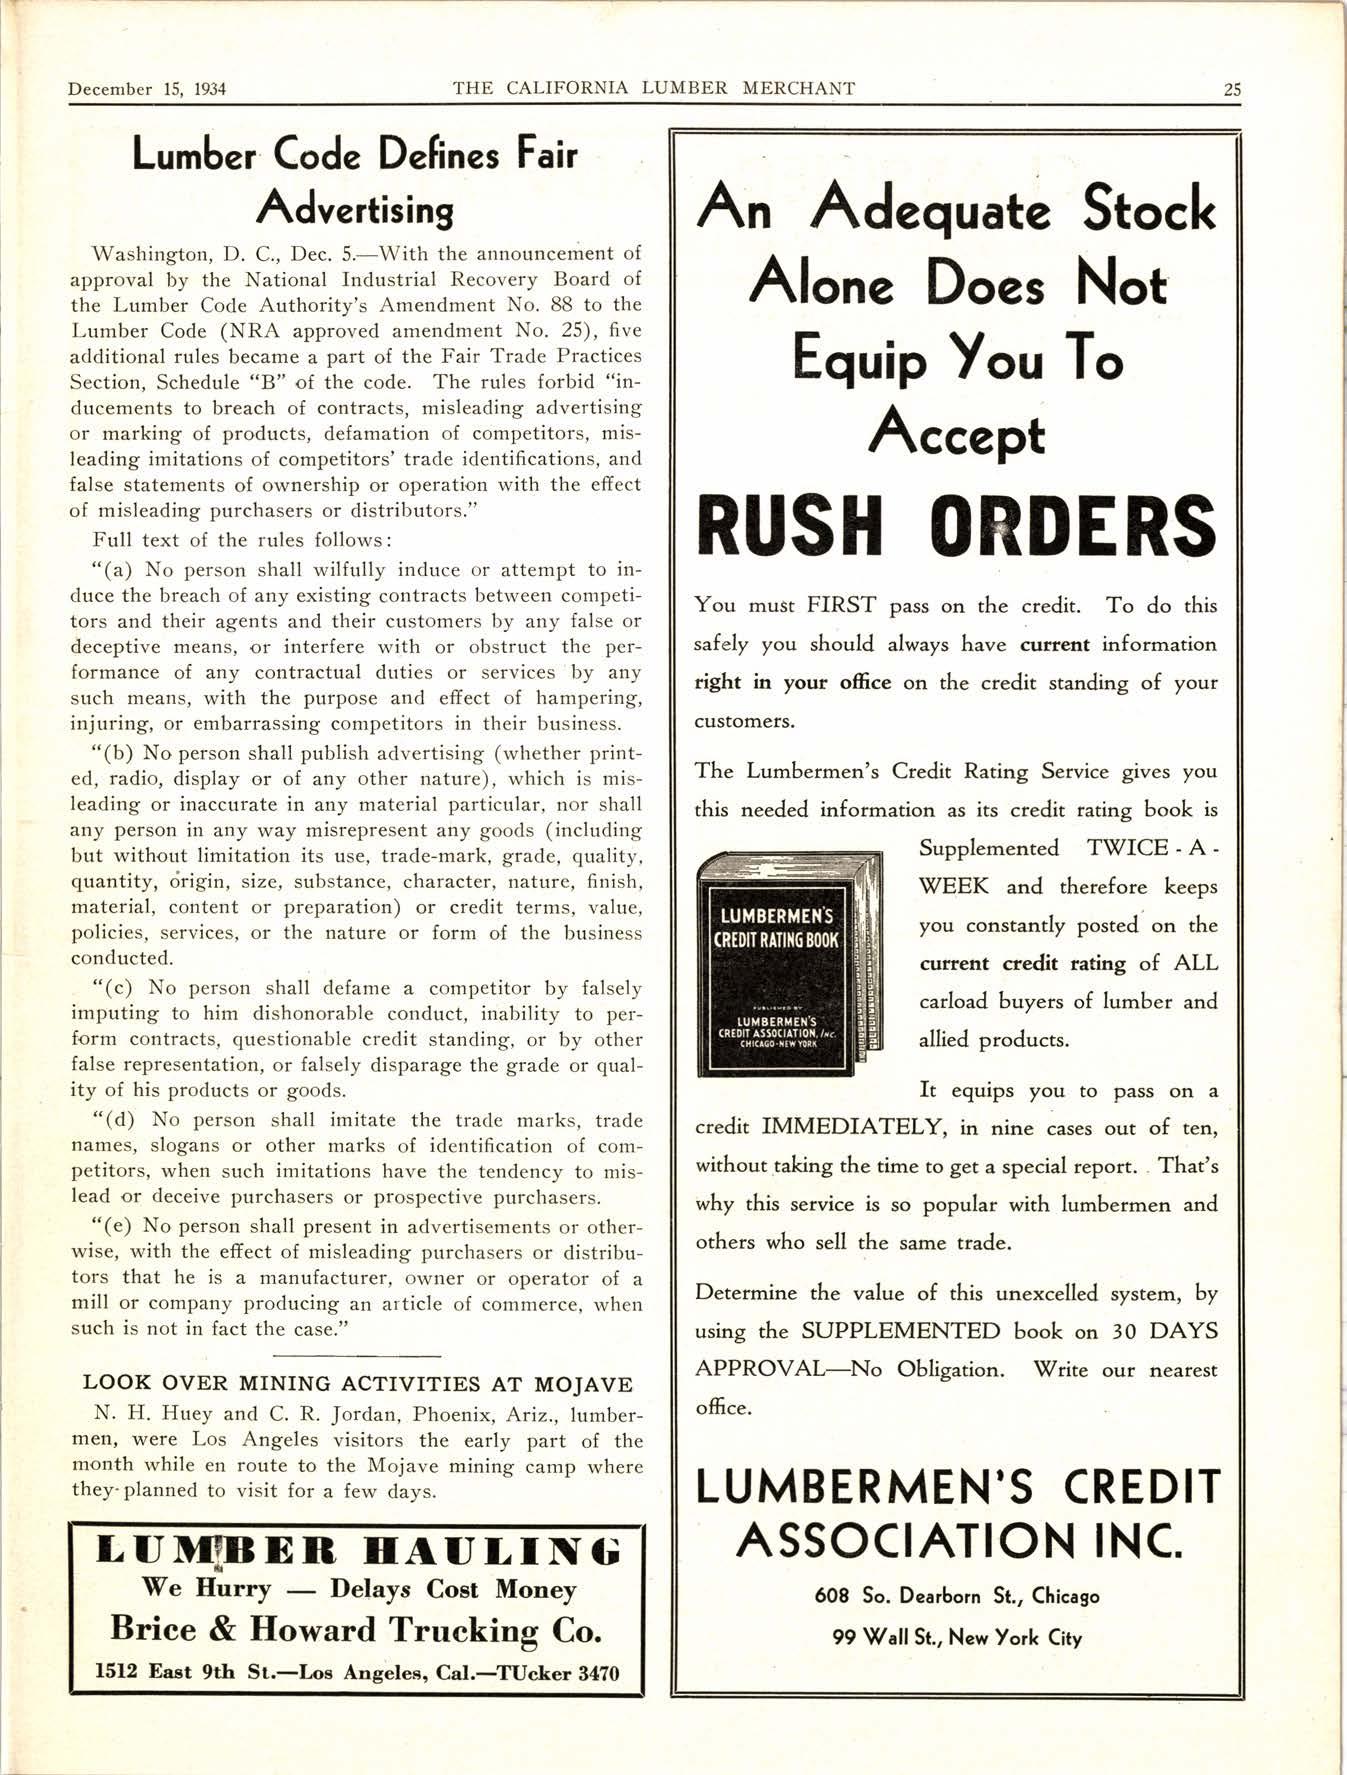 December 15, 1934
THE CALIFORNIA LUMBER MERCHANT
25
Lumber Code Defines Fair
Advertising
Washington, D. C., Dec. 5.—With the announcement of
approval by the National Industrial Recovery Board of
the Lumber Code Authority's Amendment No. 88 to the
Lumber Code (NRA approved amendment No. 25), five
additional rules became a part of the Fair Trade Practices
Section, Schedule "B" of the code. The rules forbid "in-
ducements to breach of contracts, misleading advertising
or marking of products, defamation of competitors, mis-
leading imitations of competitors' trade identifications, and
false statements of ownership or operation with the effect
of misleading purchasers or distributors."
Full text of the rules follows:
"(a) No person shall wilfully induce or attempt to in-
duce the breach of any existing contracts between competi-
tors and their agents and their customers by any false or
deceptive means, or interfere with or obstruct the per-
formance of any contractual duties or services by any
such means, with the purpose and effect of hampering,
injuring, or embarrassing competitors in their business.
"(b) No person shall publish advertising (whether print-
ed, radio, display or of any other nature), which is mis-
leading or inaccurate in any material particular, nor shall
any person in any way misrepresent any goods (including
but without limitation its use, trade-mark, grade, quality,
quantity, origin, size, substance, character, nature, finish,
material, content or preparation) or credit terms, value,
policies, services, or the nature or form of the business
conducted.
"(c) No person shall defame a competitor by falsely
imputing to him dishonorable conduct, inability to per-
form contracts, questionable credit standing, or by other
false representation, or falsely disparage the grade or qual-
ity of his products or goods.
"(d) No person shall imitate the trade marks, trade
names, slogans or other marks of identification of com-
petitors, when such imitations have the tendency to mis-
lead or deceive purchasers or prospective purchasers.
"(e) No person shall present in advertisements or other-
wise, with the effect of misleading purchasers or distribu-
tors that he is a manufacturer, owner or operator of a
mill or company producing an article of commerce, when
such is not in fact the case."
LOOK OVER MINING ACTIVITIES AT MOJAVE
N. H. Huey and C. R. Jordan, Phoenix, Ariz., lumber-
men, were Los Angeles visitors the early part of the
month while en route to the Mojave mining camp where
they planned to visit for a few days.
LUMBER HAULING
We Hurry — Delays Cost Money
Brice & Howard Trucking Co.
1512 East 9th St.—Los Angeles, Cal.—TUcker 3470
An Adequate Stock
Alone Does Not
Equip You To
Accept
RUSH ORDERS
You must FIRST pass on the credit. To do this
safely you should always have current information
right in your office on the credit standing of your
customers.
The Lumbermen's Credit Rating Service gives you
this needed information as its credit rating book is
Supplemented TWICE - A -
WEEK and therefore keeps
you constantly posted on the
current credit rating of ALL
carload buyers of lumber and
allied products.
LUMBERMEN'S
CREDIT RATING BOOK
PUBLISHED BY
LUMBERMEN'S
CREDIT ASSOCIATION, INC.
CHICAGO-NEW YORK
It equips you to pass on a
credit IMMEDIATELY, in nine cases out of ten,
without taking the time to get a special report. That's
why this service is so popular with lumbermen and
others who sell the same trade.
Determine the value of this unexcelled system, by
using the SUPPLEMENTED book on 30 DAYS
APPROVAL—No Obligation. Write our nearest
office.
LUMBERMEN'S CREDIT
ASSOCIATION INC.
608 So. Dearborn St., Chicago
99 Wall St., New York City